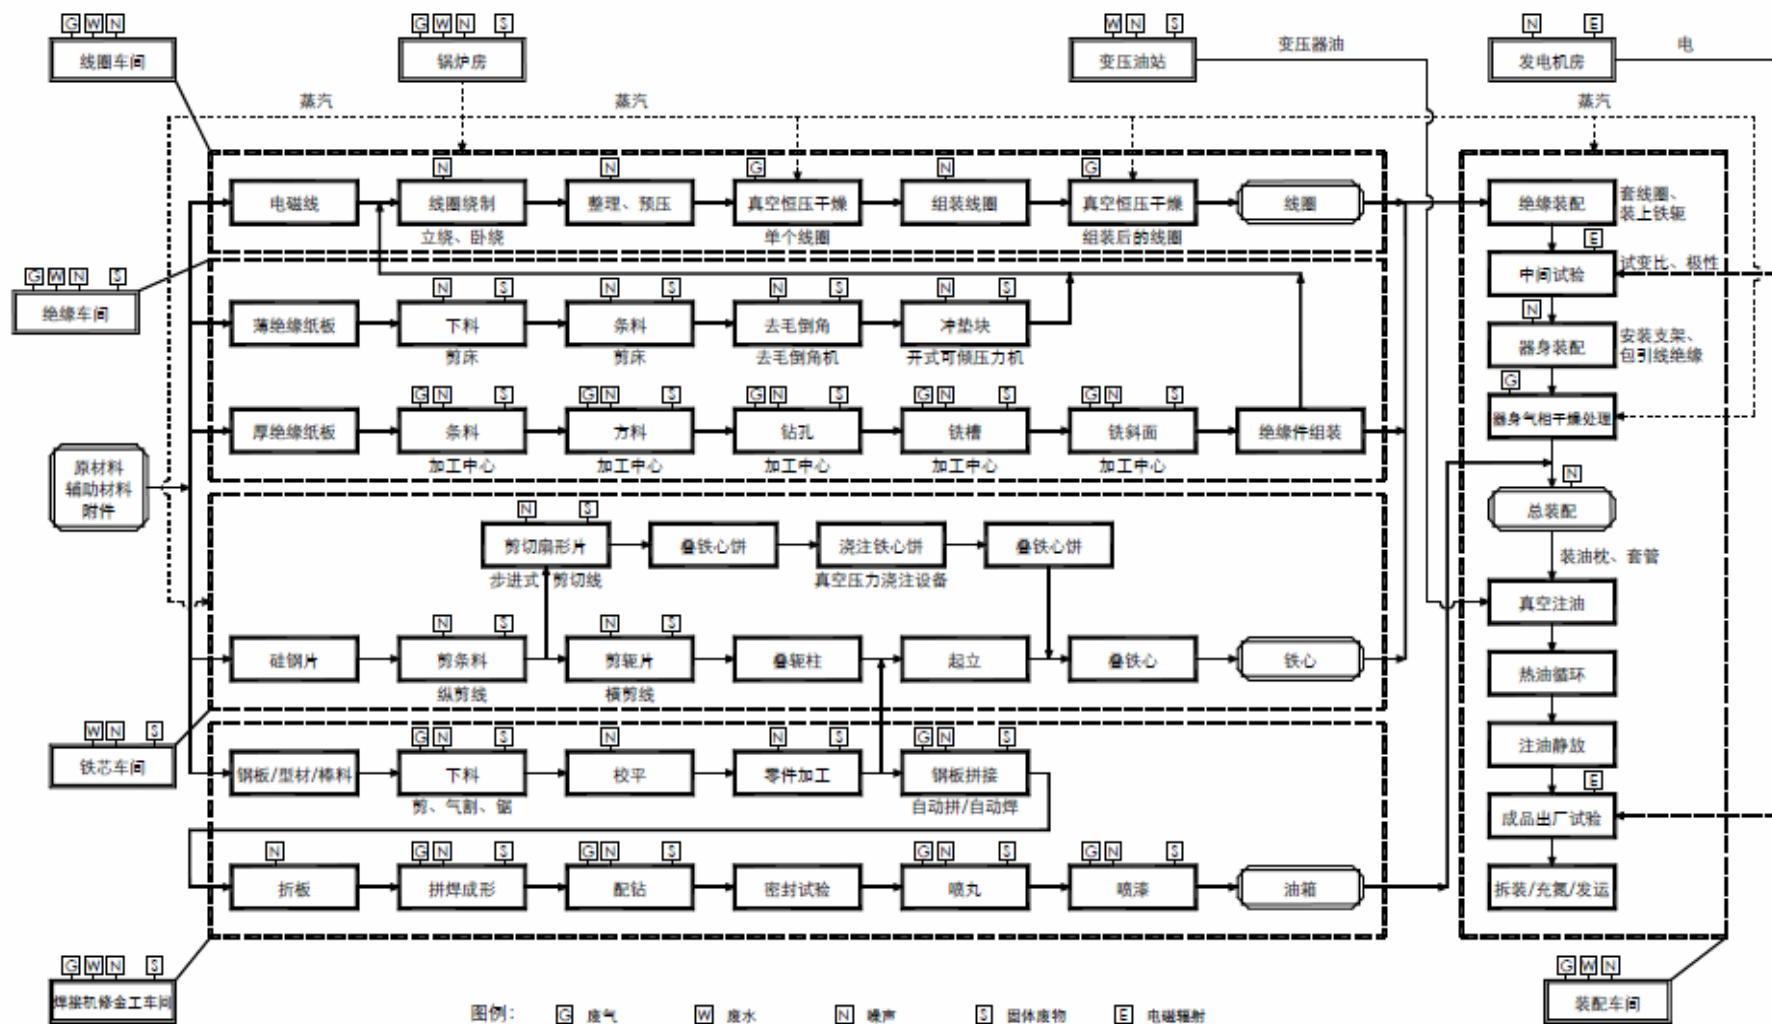 G W N
G W N S
W N S
N E
线圈车间
锅炉房
变压油站
变压器油
发电机房
电
蒸汽
蒸汽
蒸汽
N
N
G
N
G
电磁线
线圈绕制
整理、预压
真空恒压干燥
组装线圈
真空恒压干燥
线圈
绝缘装配
套线圈、
装上铁轭
立绕、卧绕
单个线圈
组装后的线圈
E
中间试验
试变比、极性
G W N S
绝缘车间
N S
N S
N S
N S
薄绝缘纸板
下料
条料
去毛倒角
冲垫块
剪床
剪床
去毛倒角机
开式可倾压力机
N
器身装配
安装支架、
包引线绝缘
G N S
G N S
G N S
G N S
G N S
厚绝缘纸板
条料
方料
钻孔
铣槽
铣斜面
绝缘件组装
加工中心
加工中心
加工中心
加工中心
加工中心
G
器身气相干燥处理
原材料
辅助材料
附件
N
总装配
装油枕、套管
N S
剪切扇形片
叠铁心饼
浇注铁心饼
叠铁心饼
步进式 剪切线
真空压力浇注设备
真空注油
N S
N S
硅钢片
剪条料
剪轭片
叠轭柱
起立
叠铁心
铁心
纵剪线
横剪线
热油循环
W N S
铁芯车间
G N S
N
N S
G N S
钢板/型材/棒料
下料
校平
零件加工
钢板拼接
剪、气割、锯
自动拼/自动焊
注油静放
E
成品出厂试验
N
G N S
G N S
G N S
G N S
折板
拼焊成形
配钻
密封试验
喷丸
喷漆
油箱
拆装/充氮/发运
G W N S
焊接机修金工车间
G W N
装配车间
图例： G 废气 W 废水 N 噪声 S 固体废物 E 电磁辐射